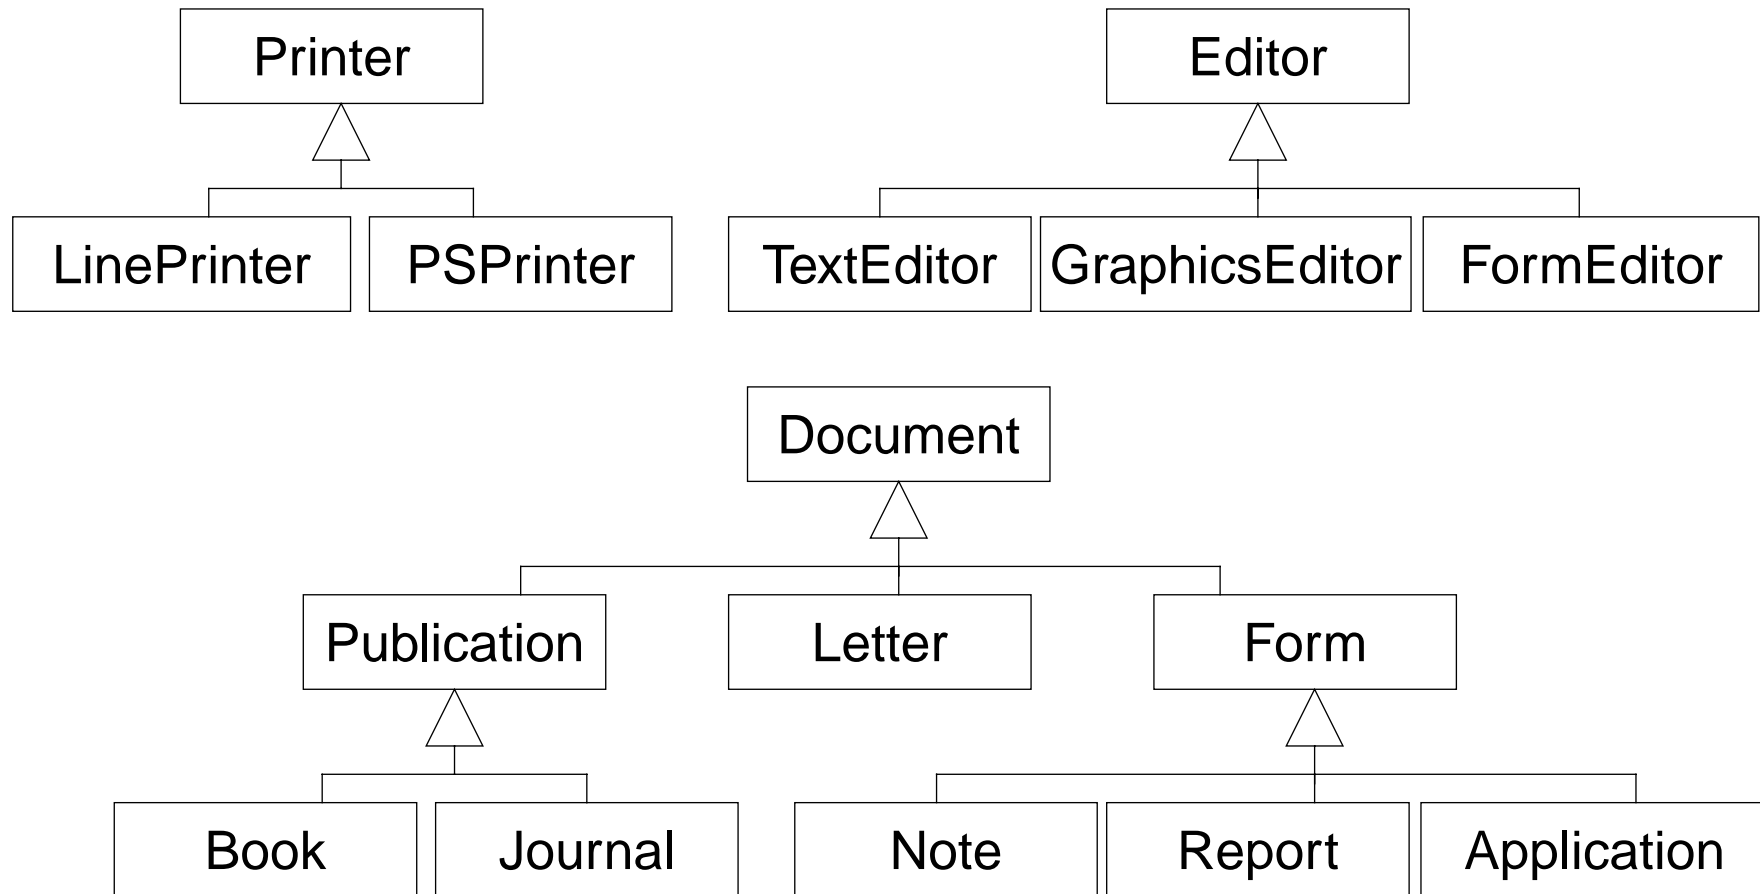 Printer
Editor
LinePrinter
PSPrinter
TextEditor
GraphicsEditor
FormEditor
Document
Publication
Letter
Form
Book
Journal
Note
Report
Application